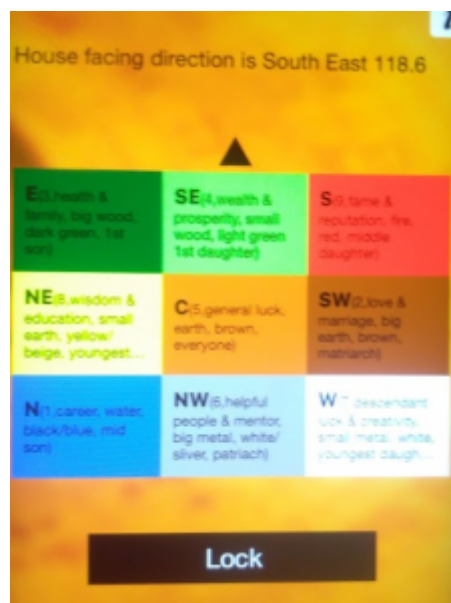 House facing direction is South East 118.6
E(3,health &
family, big wood,
dark green, 1st
son)
SE(4,wealth &
prosperity, small
wood, light green
1st daughter)
S(9,fame &
reputation, fire,
red, middle
daughter)
NE(8,wisdom &
education, small
earth, yellow/
beige, youngest...
C(5,general luck,
earth, brown,
everyone)
SW(2,love &
marriage, big
earth, brown,
matriarch)
N(1,career, water,
black/blue, mid
son)
NW(6,helpful
people & mentor,
big metal, white/
sliver, patriach)
W(7,descendant
luck & creativity,
small metal, white,
youngest daugh...
Lock